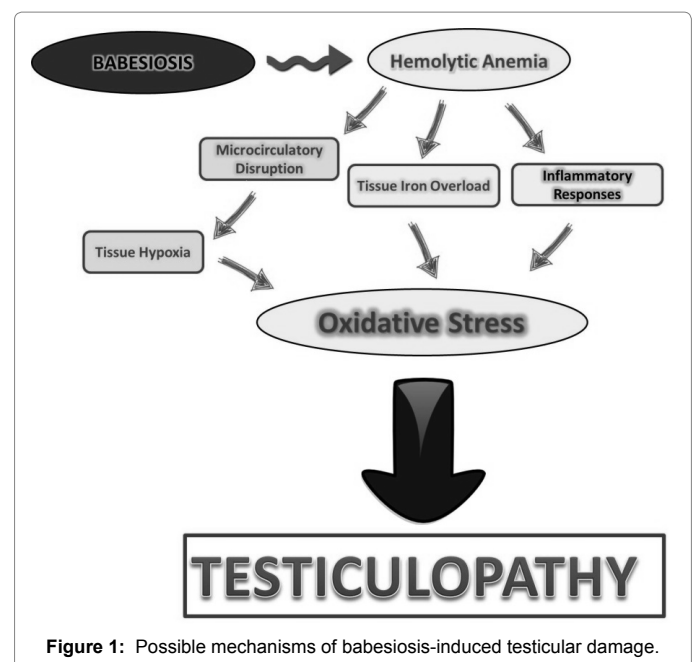 BABESIOSIS
Hemolytic Anemia
Microcirculatory
Disruption
Tissue Iron Overload
Inflammatory
Responses
Tissue Hypoxia
Oxidative Stress
TESTICULOPATHY
Figure 1: Possible mechanisms of babesiosis-induced testicular damage.